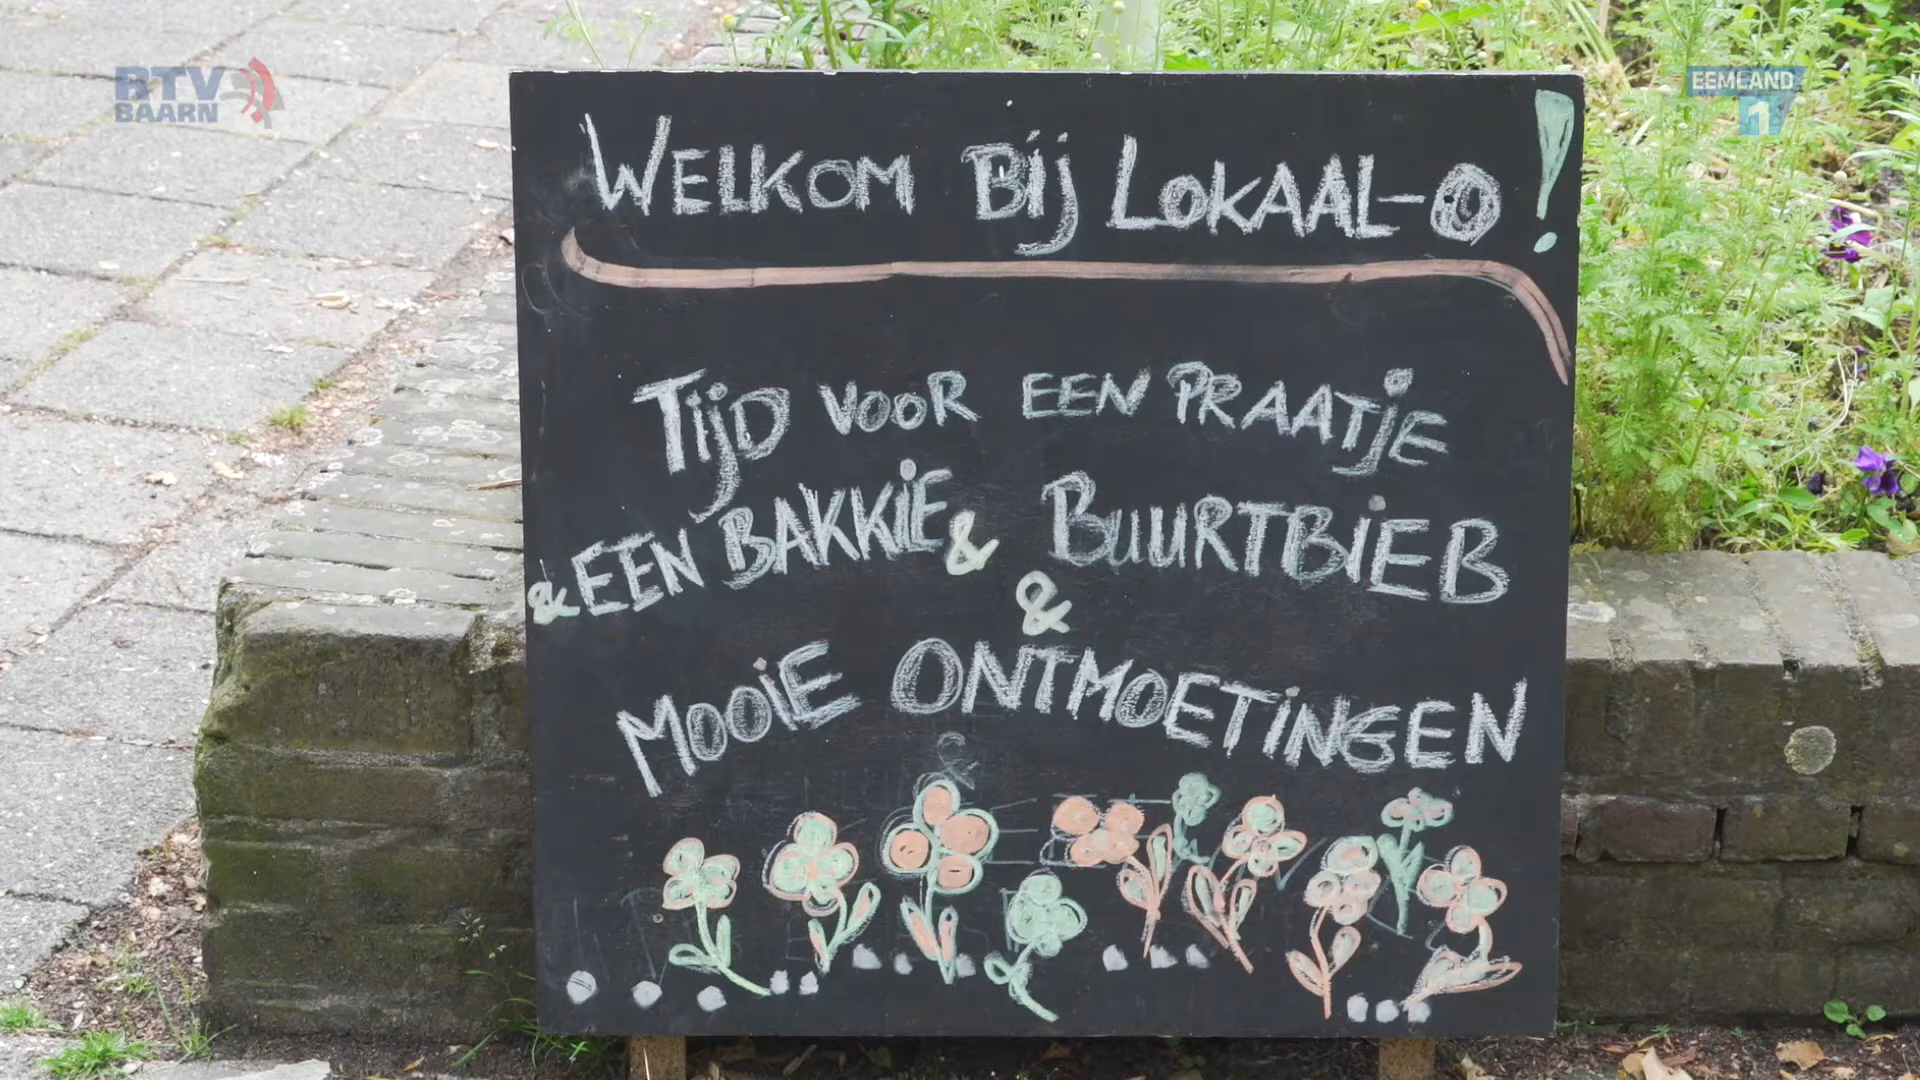 RTV
BAARN
EEMLAND
1
WELKOM BIJ LOKAAL-O!
TIJD VOOR EEN PRAATJE
& EEN BAKKIE & BUURTBIEB
&
MOOIE ONTMOETINGEN
&